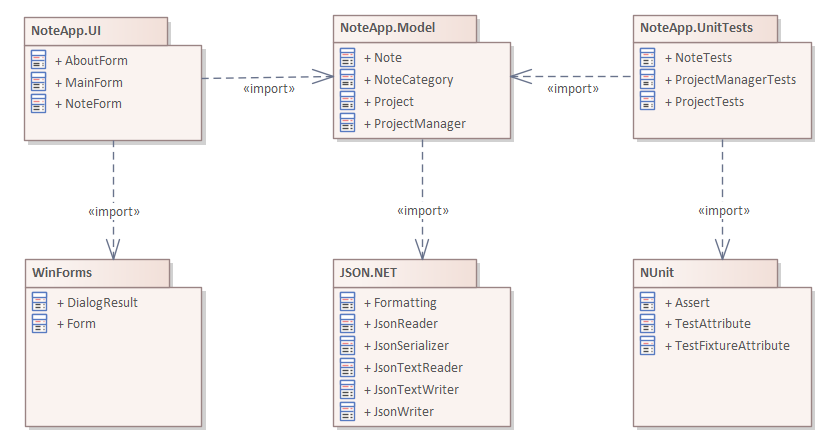 NoteApp.UI
+ AboutForm
+ MainForm
+ NoteForm
«import»
NoteApp.Model
+ Note
+ NoteCategory
+ Project
+ ProjectManager
«import»
NoteApp.UnitTests
+ NoteTests
+ ProjectManagerTests
+ ProjectTests
«import»
«import»
«import»
WinForms
+ DialogResult
+ Form
JSON.NET
+ Formatting
+ JsonReader
+ JsonSerializer
+ JsonTextReader
+ JsonTextWriter
+ JsonWriter
NUnit
+ Assert
+ TestAttribute
+ TestFixtureAttribute